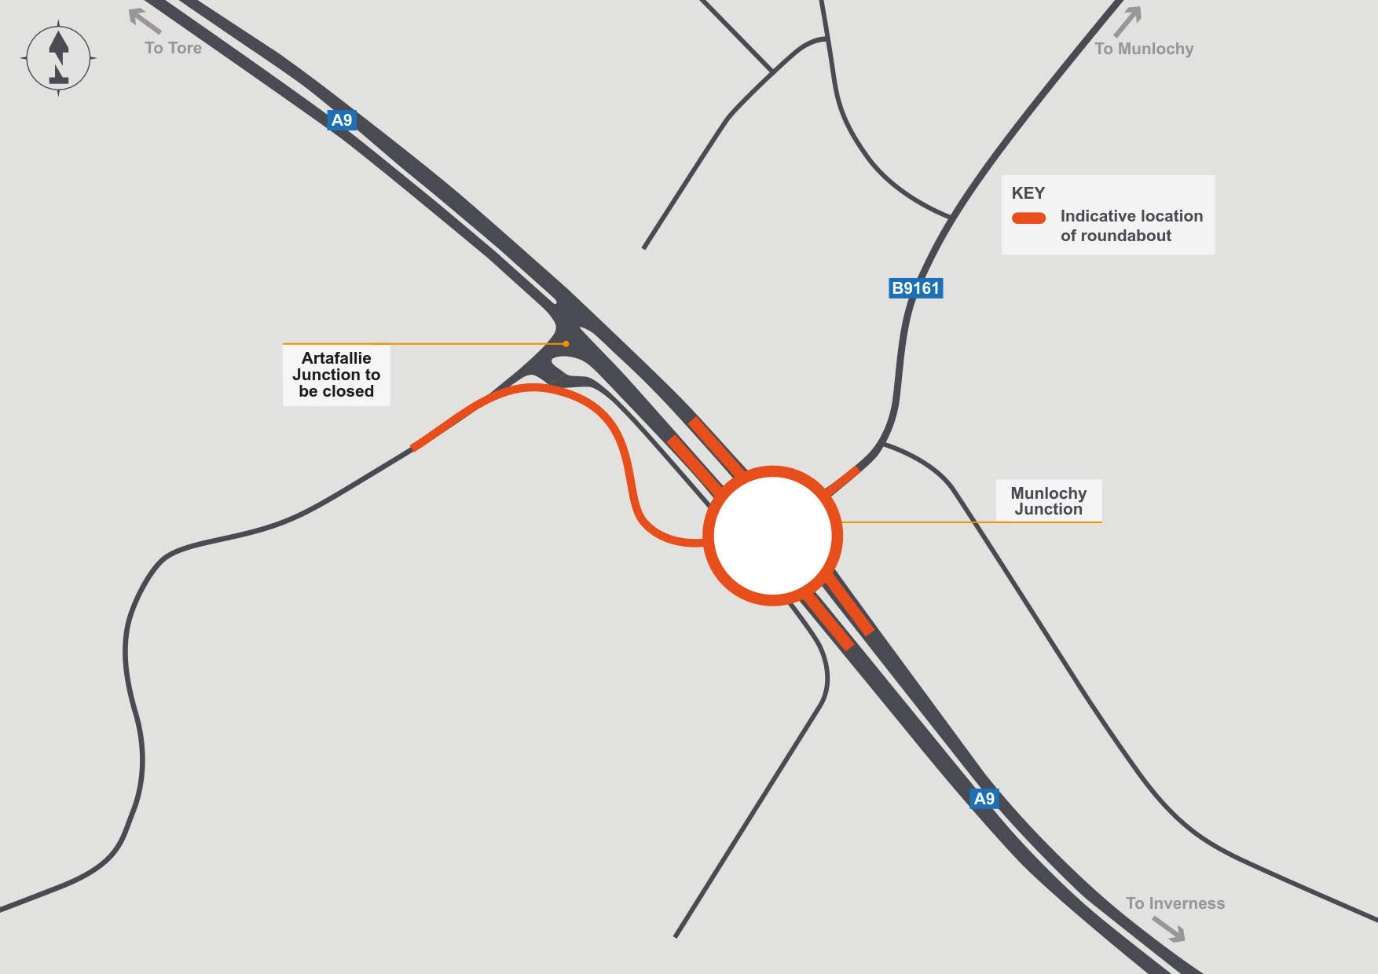 To Tore
To Munlochy
A9
KEY
Indicative location
of roundabout
B9161
Artafallie
Junction to
be closed
Munlochy
Junction
A9
To Inverness